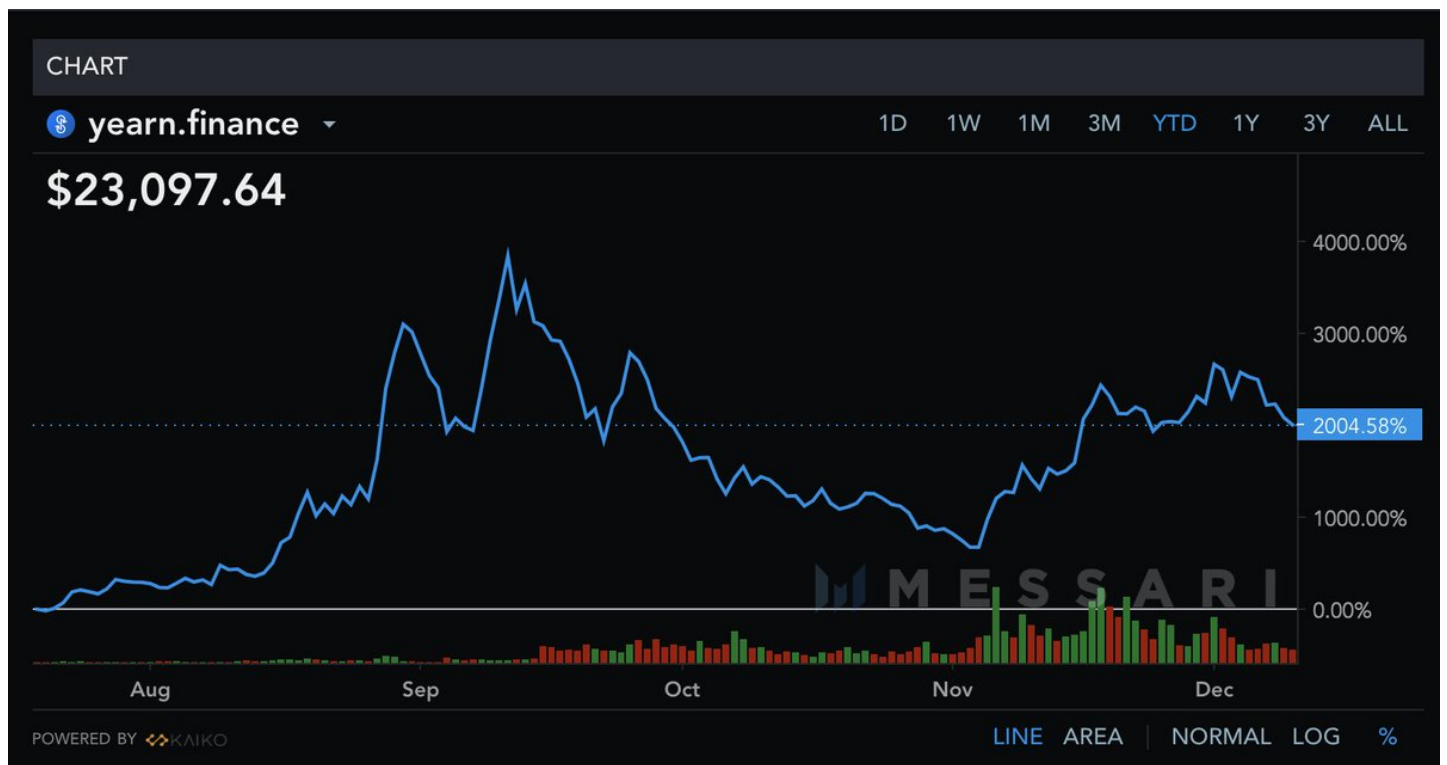 CHART
yearn.finance 1D 1W 1M 3M YTD 1Y 3Y ALL
$23,097.64
4000.00%
3000.00%
2004.58%
1000.00%
MESSARI
0.00%
Aug Sep Oct Nov Dec
POWERED BY KAIKO LINE AREA NORMAL LOG %